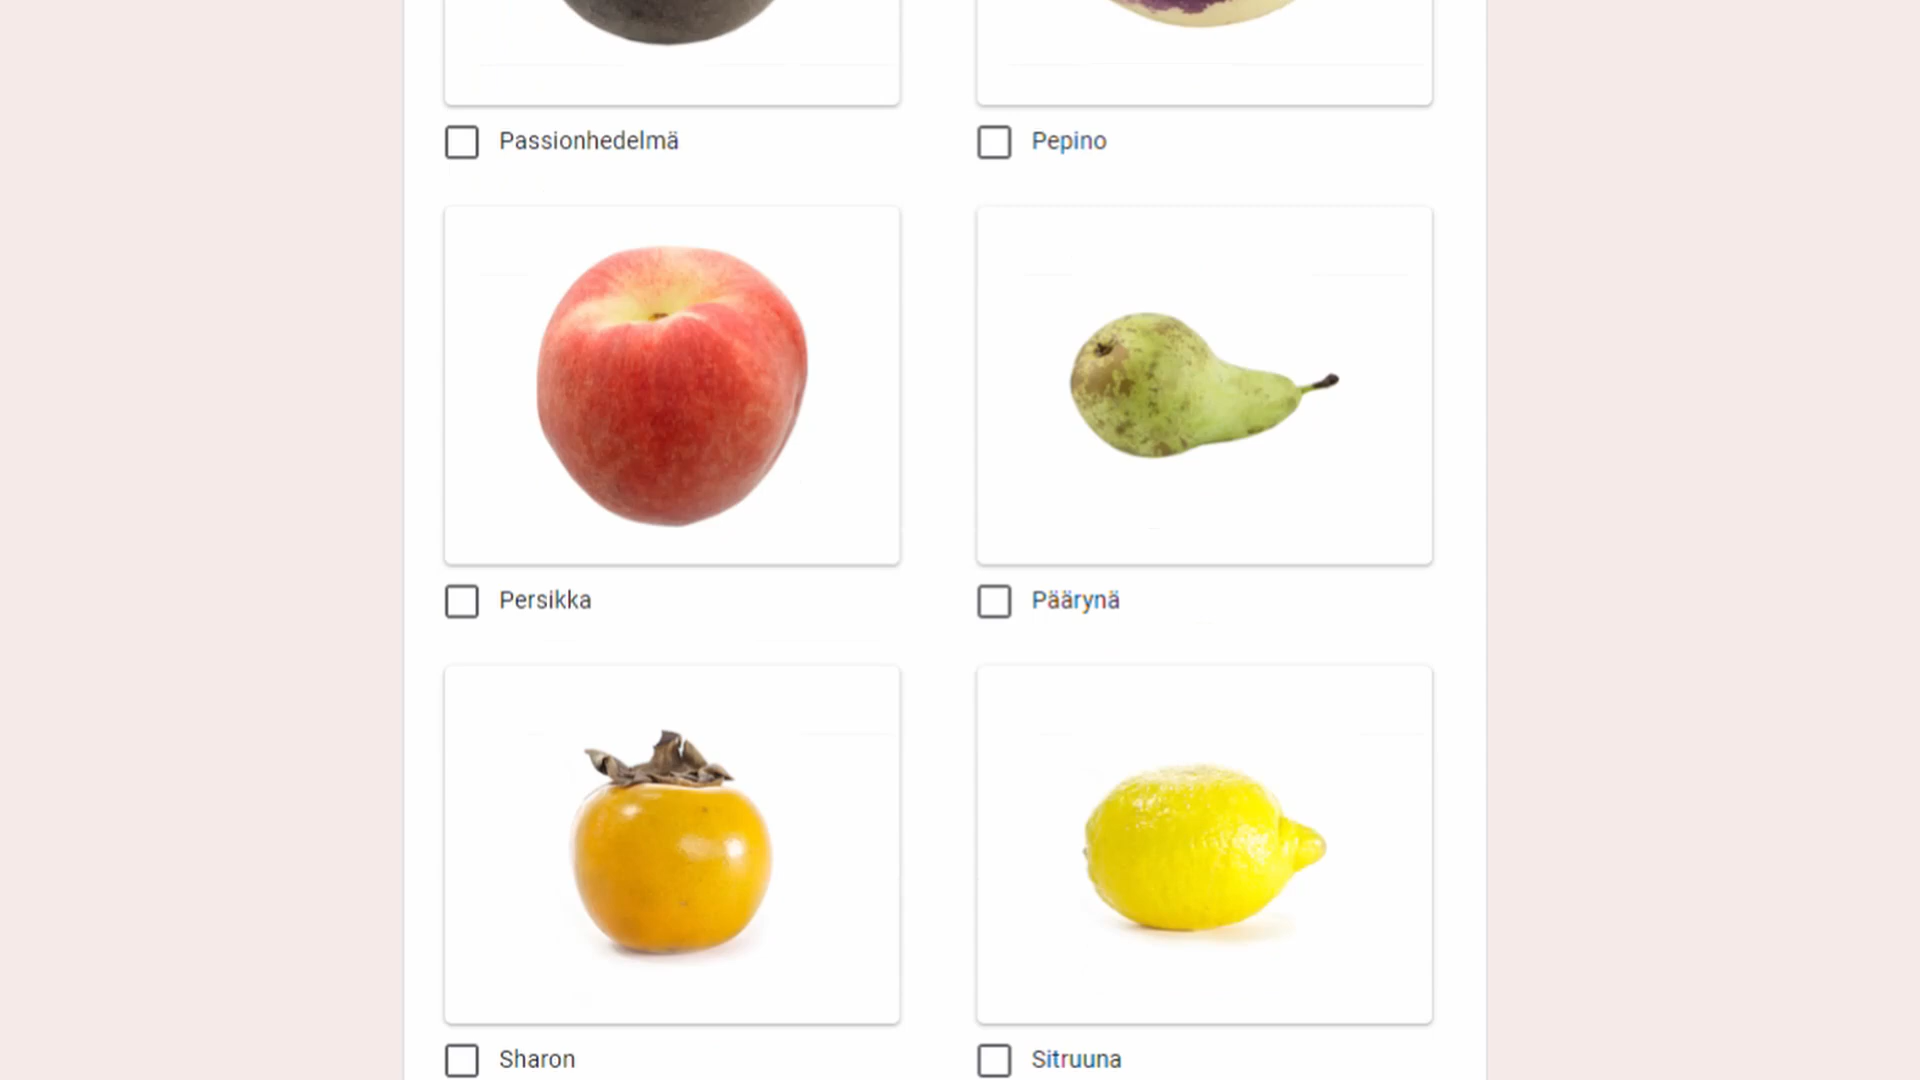 Passionhedelmä
Pepino
Persikka
Päärynä
Sharon
Sitruuna